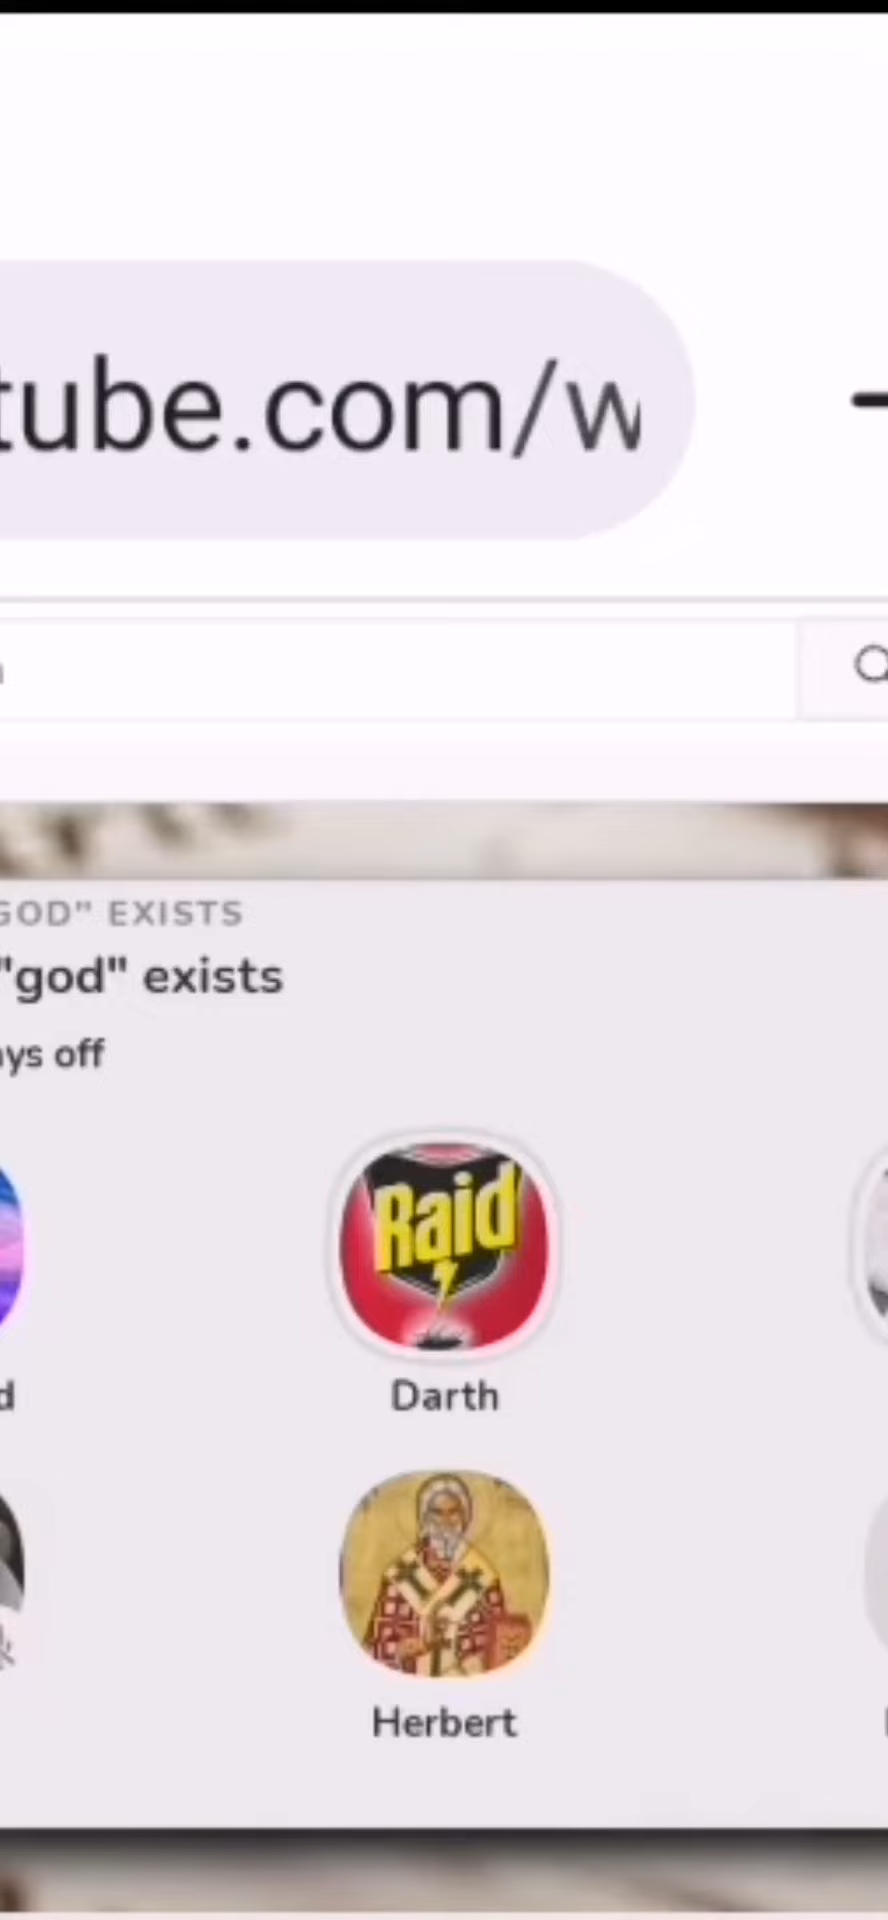 tube.com/w
GOD" EXISTS
"god" exists
ys off
Raid
d
Darth
Herbert